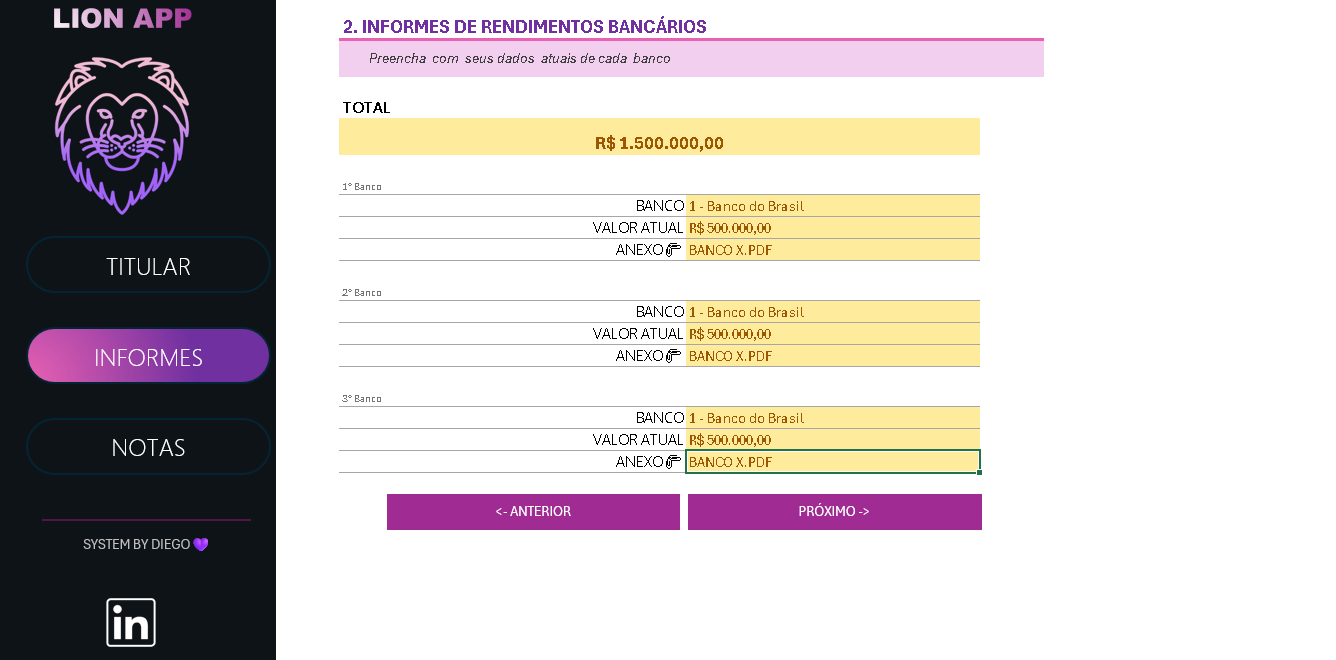 LION APP
TITULAR
INFORMES
NOTAS
SYSTEM BY DIEGO 💜
in
2. INFORMES DE RENDIMENTOS BANCÁRIOS
Preencha com seus dados atuais de cada banco
TOTAL
R$ 1.500.000,00
1° Banco
BANCO 1 - Banco do Brasil
VALOR ATUAL R$ 500.000,00
ANEXO BANCO X.PDF
2° Banco
BANCO 1 - Banco do Brasil
VALOR ATUAL R$ 500.000,00
ANEXO BANCO X.PDF
3° Banco
BANCO 1 - Banco do Brasil
VALOR ATUAL R$ 500.000,00
ANEXO BANCO X.PDF
<- ANTERIOR PRÓXIMO ->